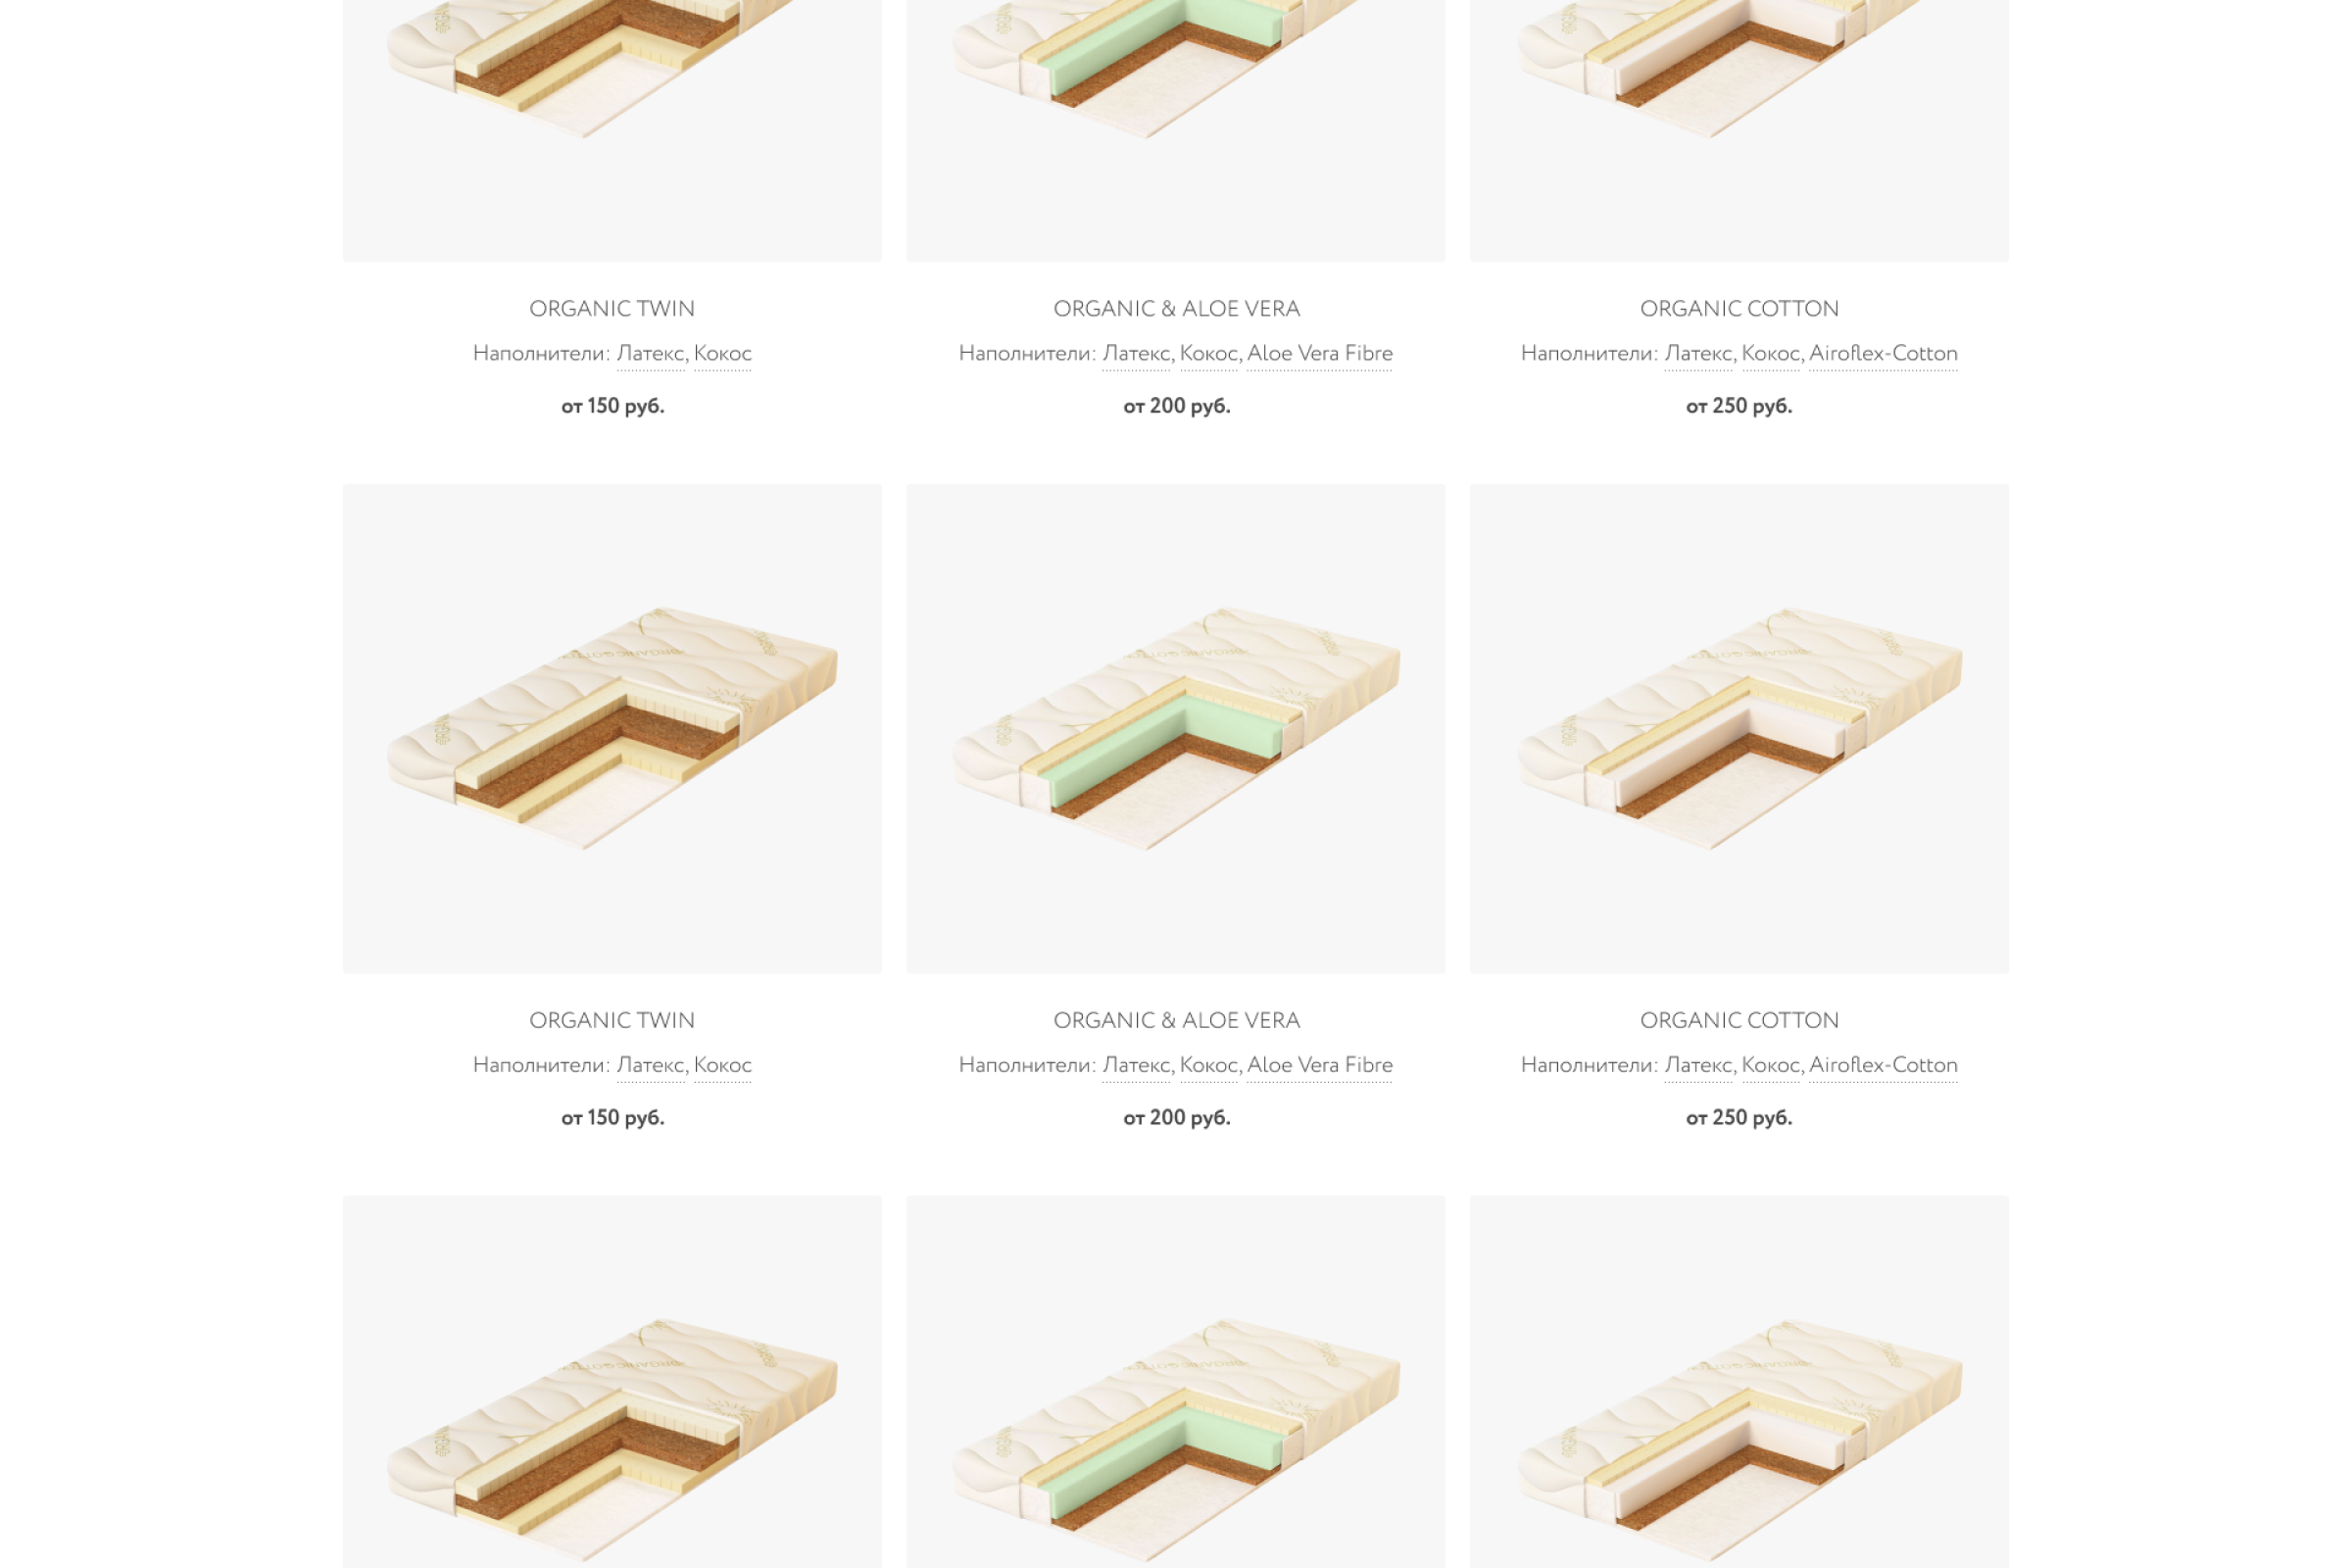 ORGANIC TWIN
Наполнители: Латекс, Кокос
от 150 руб.
ORGANIC & ALOE VERA
Наполнители: Латекс, Кокос, Aloe Vera Fibre
от 200 руб.
ORGANIC COTTON
Наполнители: Латекс, Кокос, Airoflex-Cotton
от 250 руб.
ORGANIC TWIN
Наполнители: Латекс, Кокос
от 150 руб.
ORGANIC & ALOE VERA
Наполнители: Латекс, Кокос, Aloe Vera Fibre
от 200 руб.
ORGANIC COTTON
Наполнители: Латекс, Кокос, Airoflex-Cotton
от 250 руб.